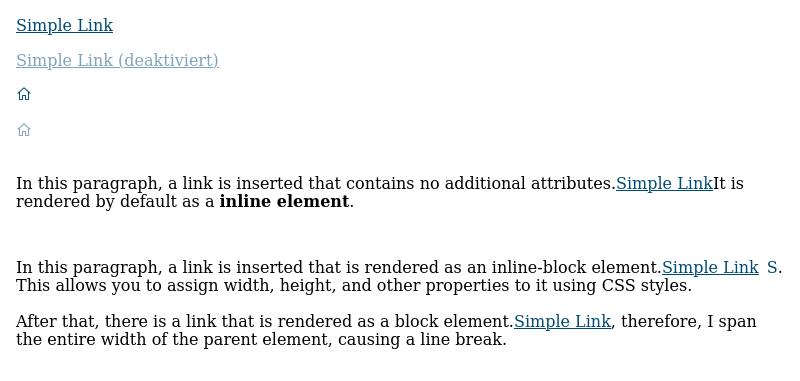 Simple Link
Simple Link (deaktiviert)
In this paragraph, a link is inserted that contains no additional attributes.Simple LinkIt is
rendered by default as a inline element.
In this paragraph, a link is inserted that is rendered as an inline-block element.Simple Link S.
This allows you to assign width, height, and other properties to it using CSS styles.
After that, there is a link that is rendered as a block element.Simple Link, therefore, I span
the entire width of the parent element, causing a line break.